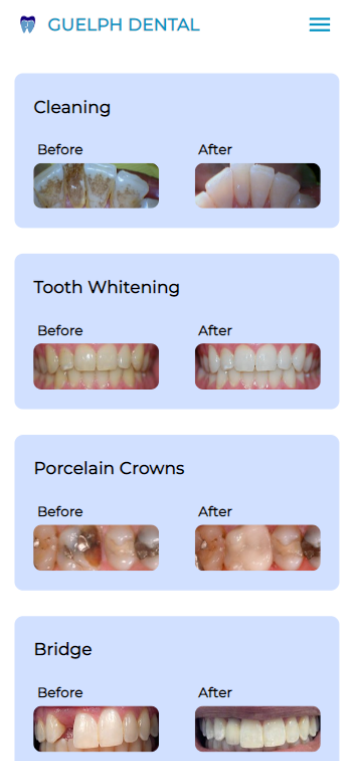 GUELPH DENTAL
Cleaning
Before After
Tooth Whitening
Before After
Porcelain Crowns
Before After
Bridge
Before After